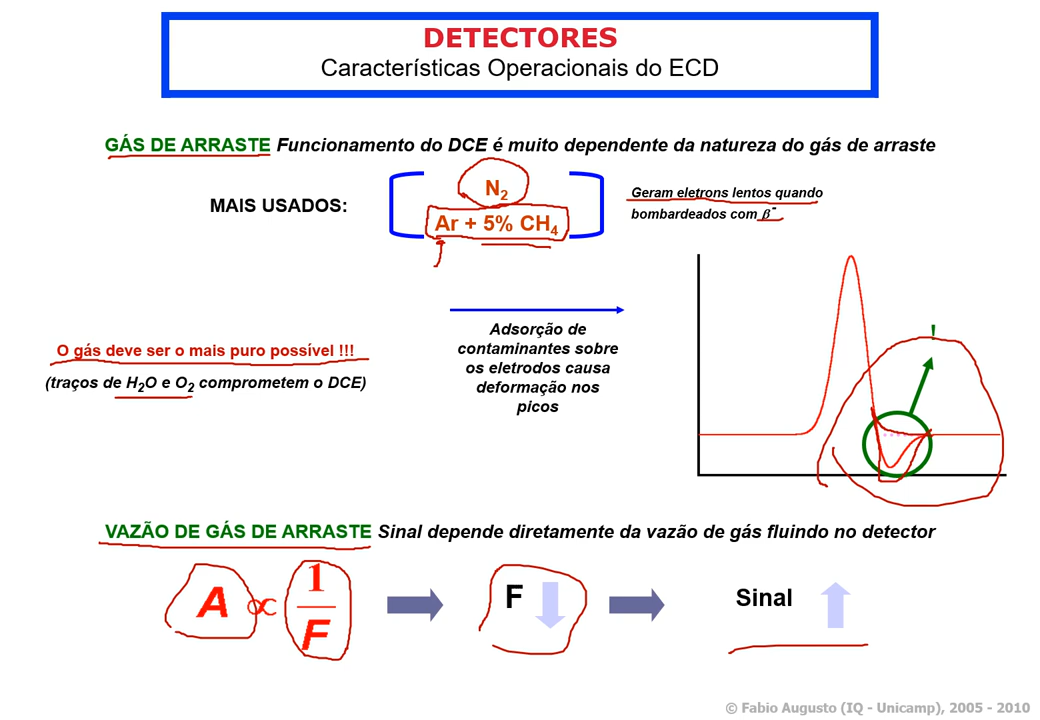 DETECTORES
Características Operacionais do ECD
GÁS DE ARRASTE Funcionamento do DCE é muito dependente da natureza do gás de arraste
MAIS USADOS:
N2
Ar + 5% CH4
Geram eletrons lentos quando
bombardeados com β-
O gás deve ser o mais puro possível !!!
(traços de H2O e O2 comprometem o DCE)
Adsorção de
contaminantes sobre
os eletrodos causa
deformação nos
picos
!
VAZÃO DE GÁS DE ARRASTE Sinal depende diretamente da vazão de gás fluindo no detector
A ∝ 1/F
F
Sinal
© Fabio Augusto (IQ - Unicamp), 2005 - 2010